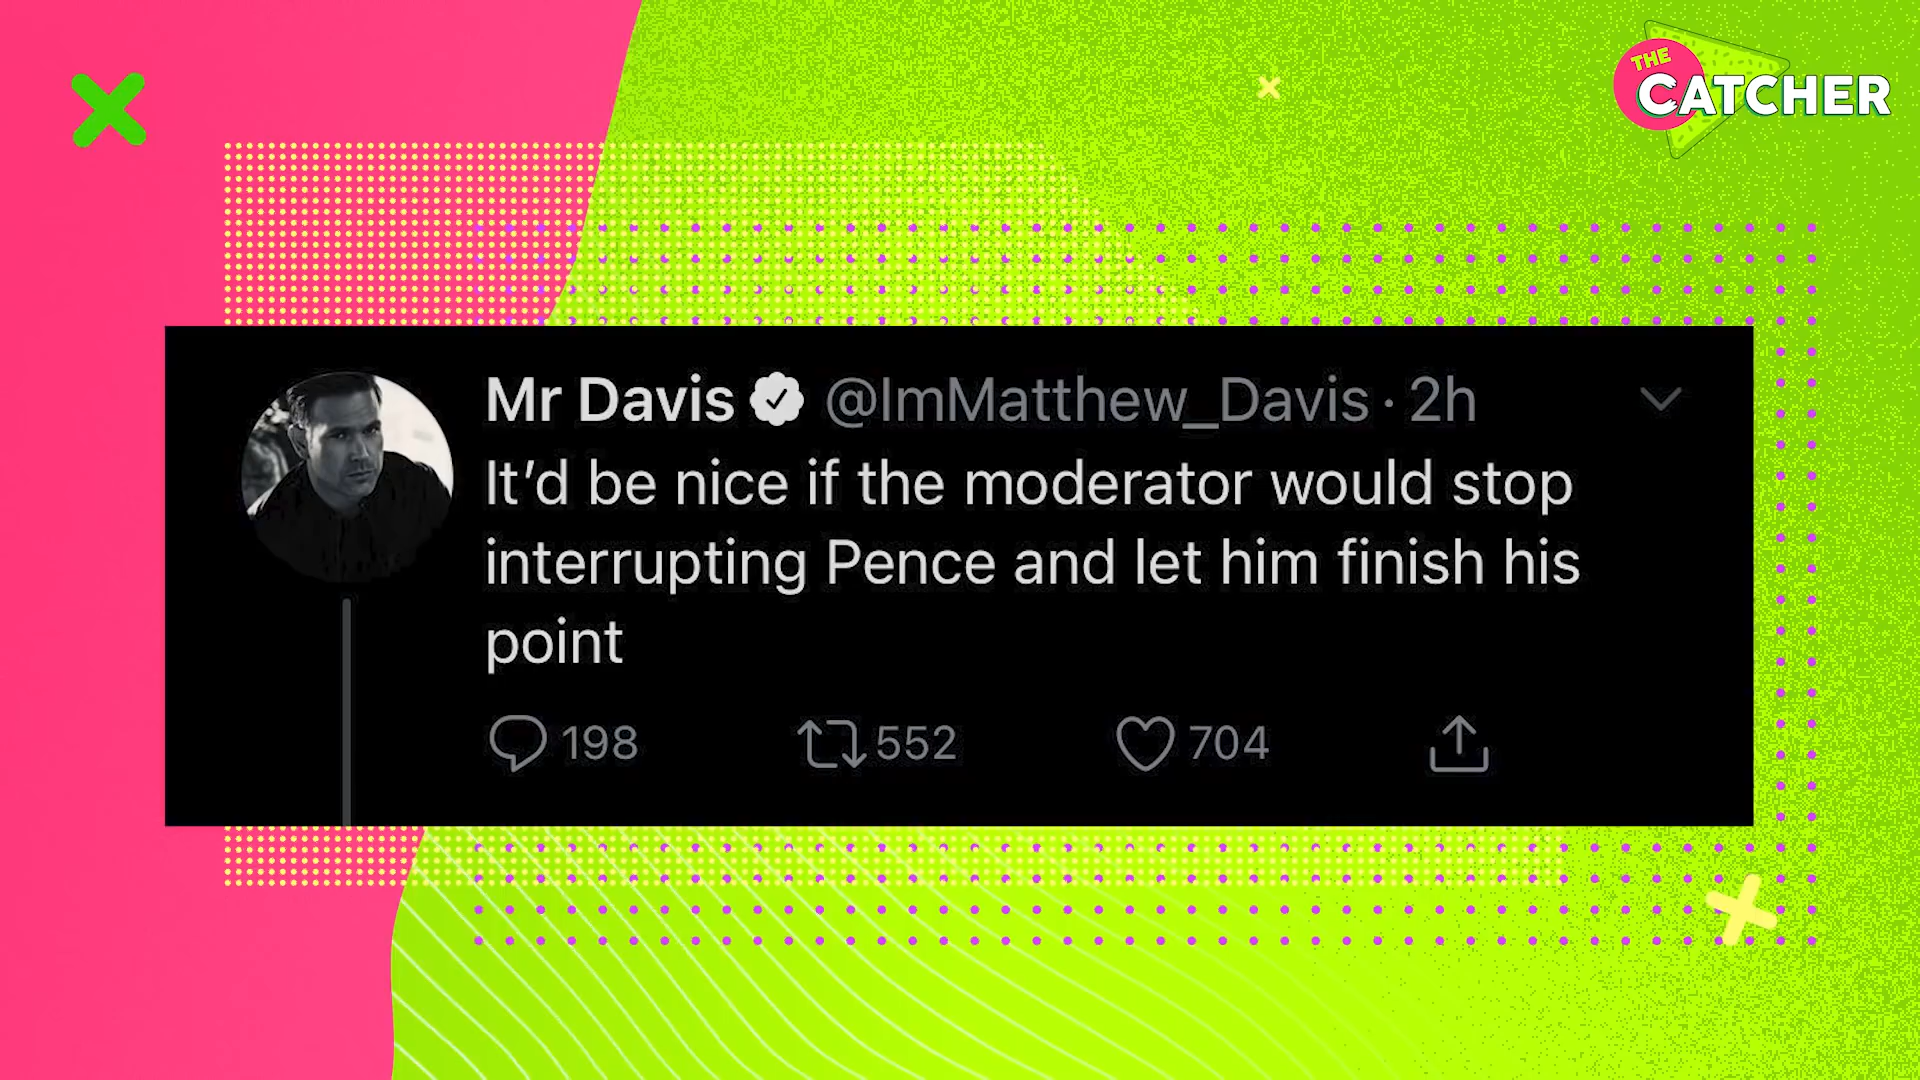 THE
CATCHER
Mr Davis @ImMatthew_Davis · 2h
It’d be nice if the moderator would stop
interrupting Pence and let him finish his
point
198 552 704